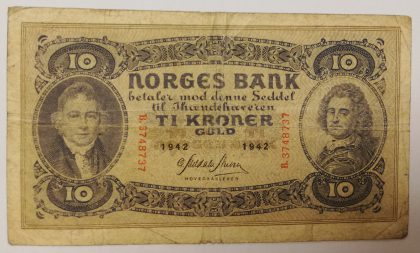 10 10
NORGES BANK
betaler mod denne Seddel
til Ihændehaveren
TI KRONER
GULD
1942 1942
B.3748737 B.3748737
HOVEDKASSERER
10 10